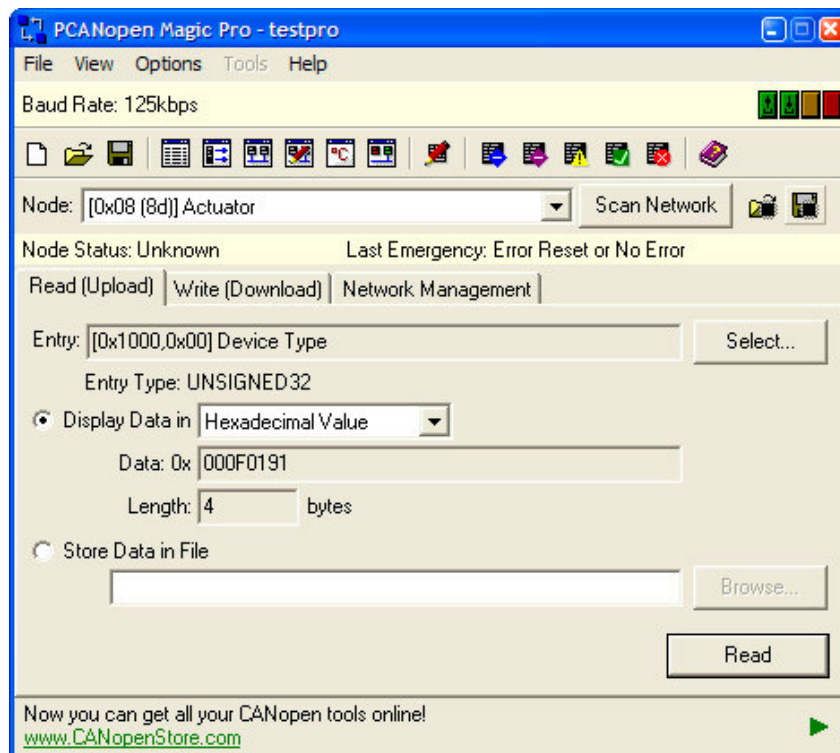 PCANopen Magic Pro - testpro
File View Options Tools Help
Baud Rate: 125kbps
°C
Node: [0x08 (8d)] Actuator Scan Network
Node Status: Unknown Last Emergency: Error Reset or No Error
Read (Upload) Write (Download) Network Management
Entry: [0x1000,0x00] Device Type Select...
Entry Type: UNSIGNED32
Display Data in Hexadecimal Value
Data: 0x 000F0191
Length: 4 bytes
Store Data in File
Browse...
Read
Now you can get all your CANopen tools online!
www.CANopenStore.com